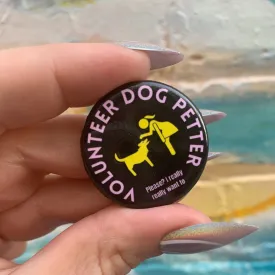 VOLUNTEER DOG PETTER
Please? I really
really want to